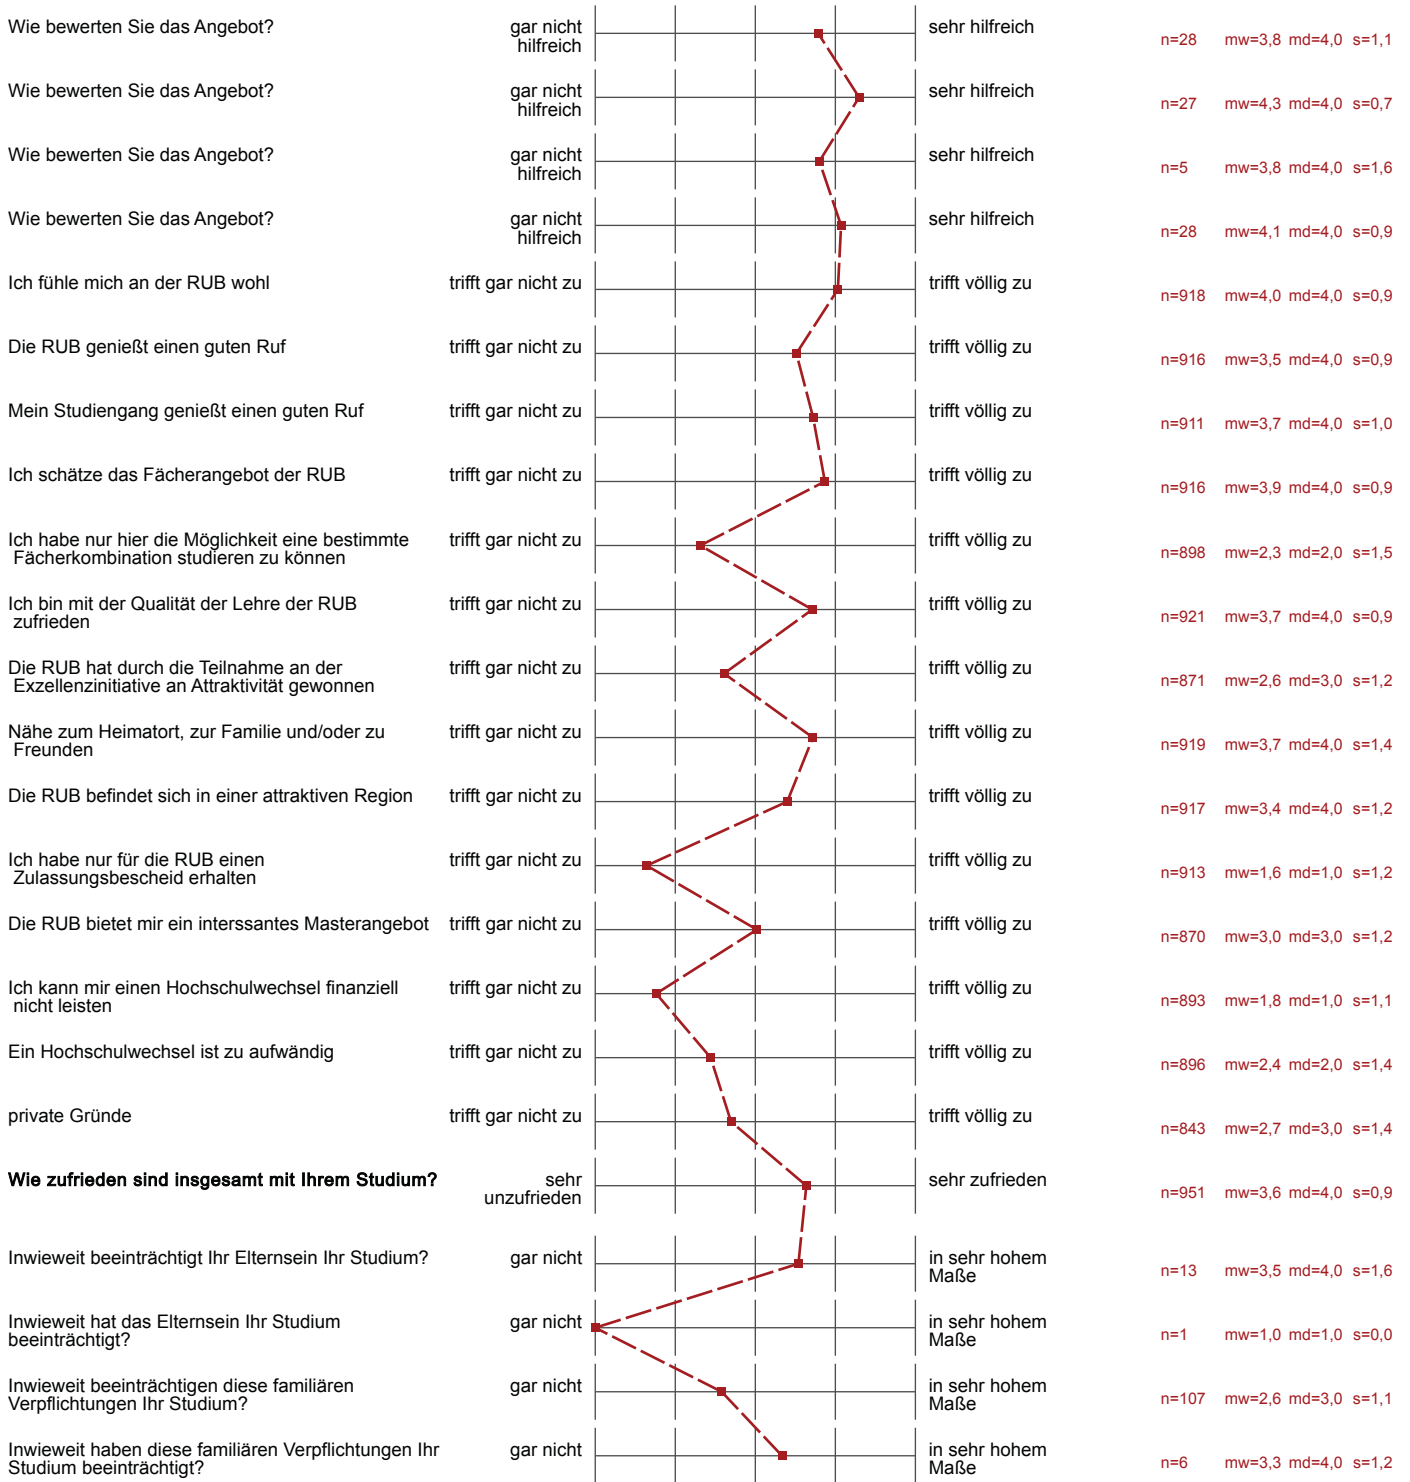 Wie bewerten Sie das Angebot? gar nicht sehr hilfreich
hilfreich n=28 mw=3,8 md=4,0 s=1,1
Wie bewerten Sie das Angebot? gar nicht sehr hilfreich
hilfreich n=27 mw=4,3 md=4,0 s=0,7
Wie bewerten Sie das Angebot? gar nicht sehr hilfreich
hilfreich n=5 mw=3,8 md=4,0 s=1,6
Wie bewerten Sie das Angebot? gar nicht sehr hilfreich
hilfreich n=28 mw=4,1 md=4,0 s=0,9
Ich fühle mich an der RUB wohl trifft gar nicht zu trifft völlig zu
n=918 mw=4,0 md=4,0 s=0,9
Die RUB genießt einen guten Ruf trifft gar nicht zu trifft völlig zu
n=916 mw=3,5 md=4,0 s=0,9
Mein Studiengang genießt einen guten Ruf trifft gar nicht zu trifft völlig zu
n=911 mw=3,7 md=4,0 s=1,0
Ich schätze das Fächerangebot der RUB trifft gar nicht zu trifft völlig zu
n=916 mw=3,9 md=4,0 s=0,9
Ich habe nur hier die Möglichkeit eine bestimmte trifft gar nicht zu trifft völlig zu
Fächerkombination studieren zu können n=898 mw=2,3 md=2,0 s=1,5
Ich bin mit der Qualität der Lehre der RUB trifft gar nicht zu trifft völlig zu
zufrieden n=921 mw=3,7 md=4,0 s=0,9
Die RUB hat durch die Teilnahme an der trifft gar nicht zu trifft völlig zu
Exzellenzinitiative an Attraktivität gewonnen n=871 mw=2,6 md=3,0 s=1,2
Nähe zum Heimatort, zur Familie und/oder zu trifft gar nicht zu trifft völlig zu
Freunden n=919 mw=3,7 md=4,0 s=1,4
Die RUB befindet sich in einer attraktiven Region trifft gar nicht zu trifft völlig zu
n=917 mw=3,4 md=4,0 s=1,2
Ich habe nur für die RUB einen trifft gar nicht zu trifft völlig zu
Zulassungsbescheid erhalten n=913 mw=1,6 md=1,0 s=1,2
Die RUB bietet mir ein interssantes Masterangebot trifft gar nicht zu trifft völlig zu
n=870 mw=3,0 md=3,0 s=1,2
Ich kann mir einen Hochschulwechsel finanziell trifft gar nicht zu trifft völlig zu
nicht leisten n=893 mw=1,8 md=1,0 s=1,1
Ein Hochschulwechsel ist zu aufwändig trifft gar nicht zu trifft völlig zu
n=896 mw=2,4 md=2,0 s=1,4
private Gründe trifft gar nicht zu trifft völlig zu
n=843 mw=2,7 md=3,0 s=1,4
Wie zufrieden sind insgesamt mit Ihrem Studium? sehr sehr zufrieden
unzufrieden n=951 mw=3,6 md=4,0 s=0,9
Inwieweit beeinträchtigt Ihr Elternsein Ihr Studium? gar nicht in sehr hohem
Maße n=13 mw=3,5 md=4,0 s=1,6
Inwieweit hat das Elternsein Ihr Studium gar nicht in sehr hohem
beeinträchtigt? Maße n=1 mw=1,0 md=1,0 s=0,0
Inwieweit beeinträchtigen diese familiären gar nicht in sehr hohem
Verpflichtungen Ihr Studium? Maße n=107 mw=2,6 md=3,0 s=1,1
Inwieweit haben diese familiären Verpflichtungen Ihr gar nicht in sehr hohem
Studium beeinträchtigt? Maße n=6 mw=3,3 md=4,0 s=1,2